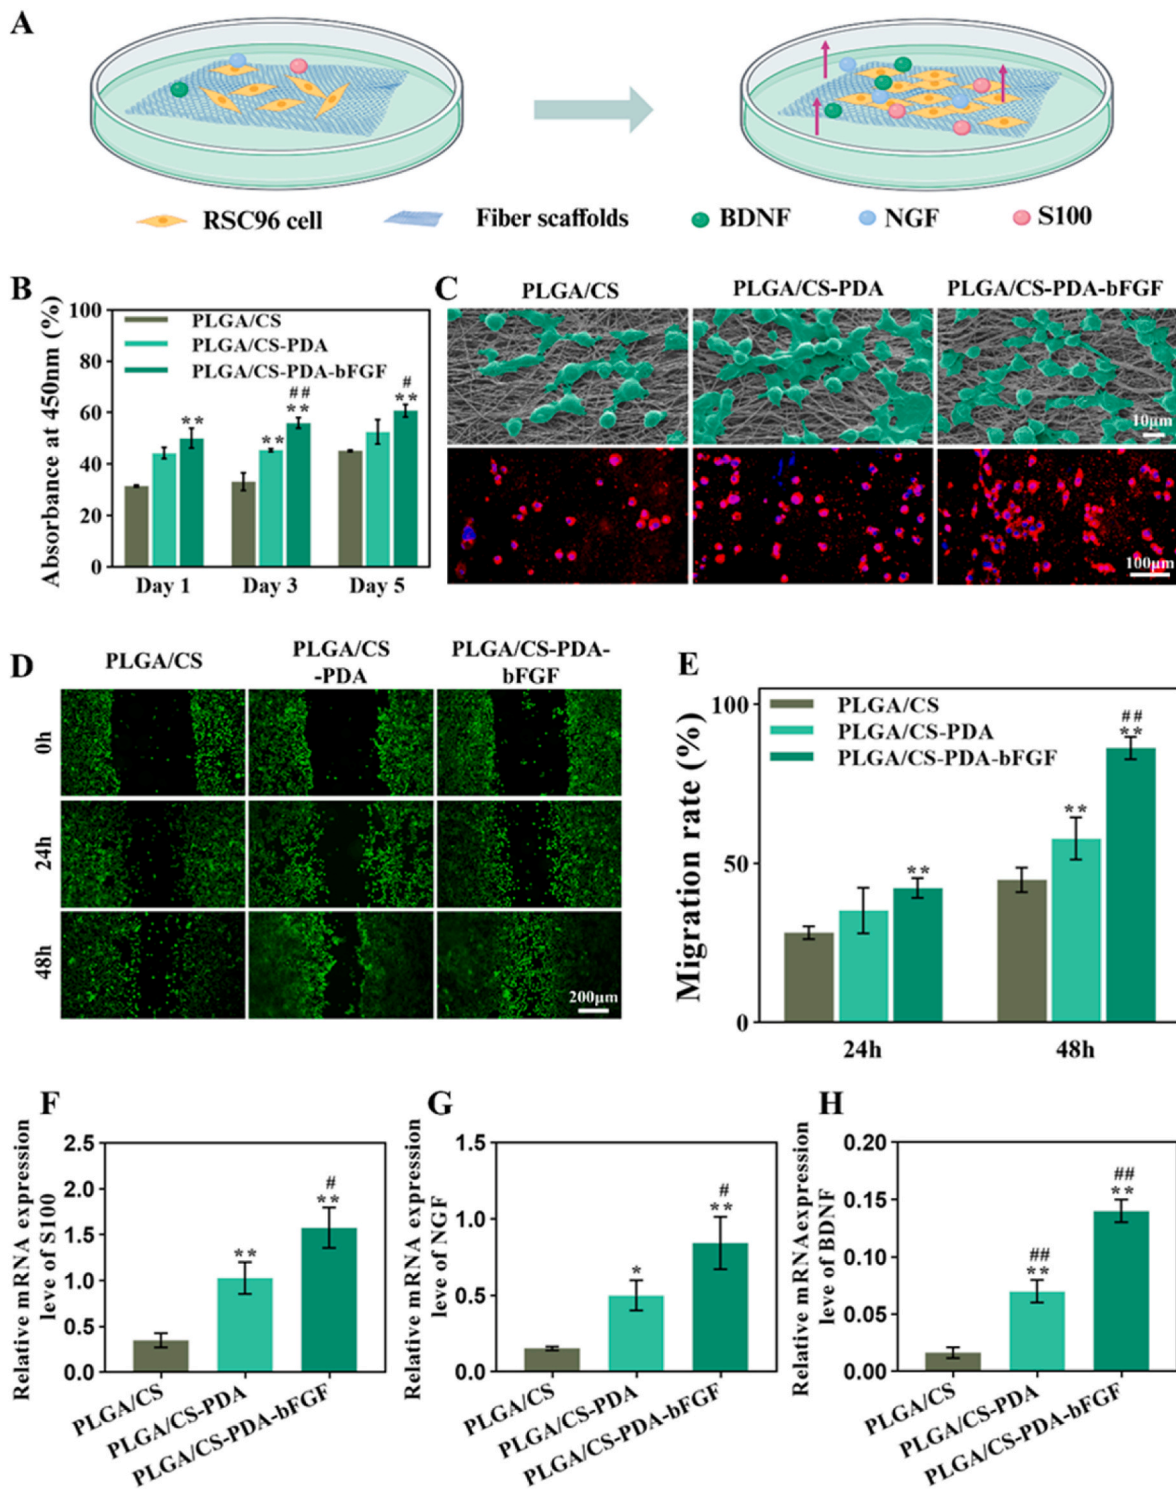 A
RSC96 cell
Fiber scaffolds
BDNF
NGF
S100
B
Absorbance at 450nm (%)
100
80
60
40
20
0
PLGA/CS
PLGA/CS-PDA
PLGA/CS-PDA-bFGF
**
**
##
**
#
**
Day 1
Day 3
Day 5
C
PLGA/CS
PLGA/CS-PDA
PLGA/CS-PDA-bFGF
10μm
100μm
D
PLGA/CS
PLGA/CS
-PDA
PLGA/CS-PDA-
bFGF
0h
24h
48h
200μm
E
Migration rate (%)
100
50
0
PLGA/CS
PLGA/CS-PDA
PLGA/CS-PDA-bFGF
**
**
##
**
24h
48h
F
Relative mRNA expression
leve of S100
2.5
2.0
1.5
1.0
0.5
0.0
**
#
**
PLGA/CS
PLGA/CS-PDA
PLGA/CS-PDA-bFGF
G
Relative mRNA expression
leve of NGF
1.5
1.0
0.5
0.0
*
#
**
PLGA/CS
PLGA/CS-PDA
PLGA/CS-PDA-bFGF
H
Relative mRNAexpression
leve of BDNF
0.20
0.15
0.10
0.05
0.00
##
**
##
**
PLGA/CS
PLGA/CS-PDA
PLGA/CS-PDA-bFGF